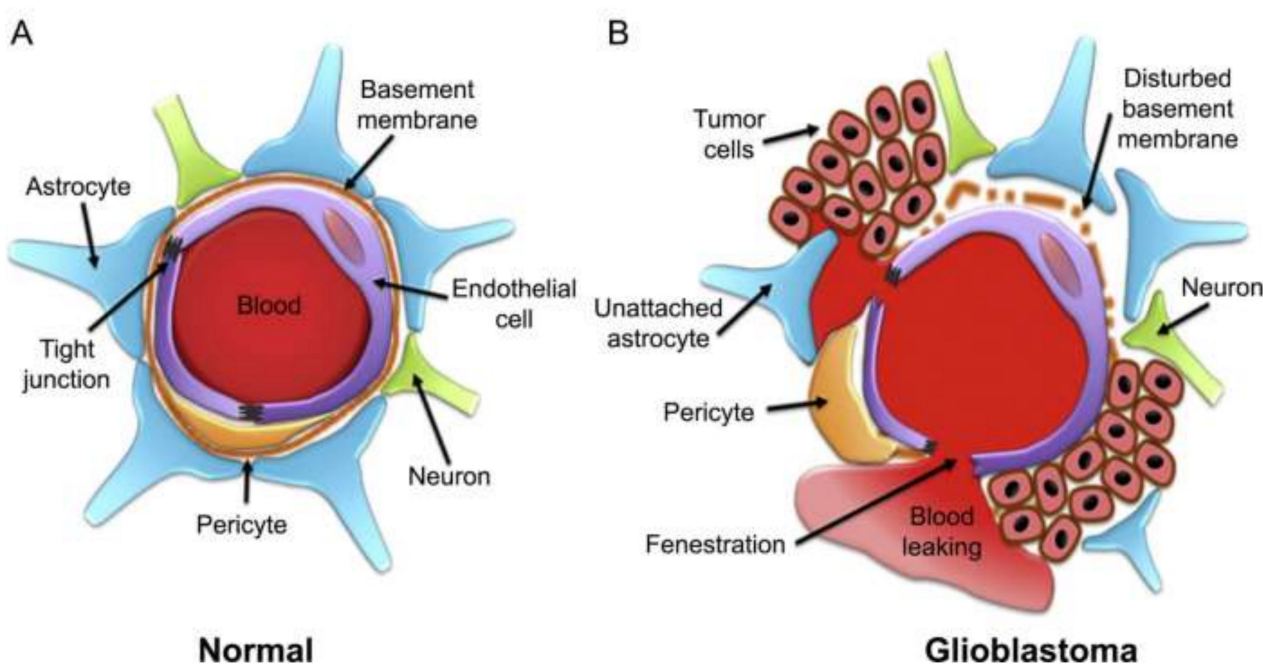 A
Basement
membrane
Astrocyte
Blood
Endothelial
cell
Tight
junction
Neuron
Pericyte
Normal
B
Tumor
cells
Disturbed
basement
membrane
Unattached
astrocyte
Neuron
Pericyte
Fenestration
Blood
leaking
Glioblastoma